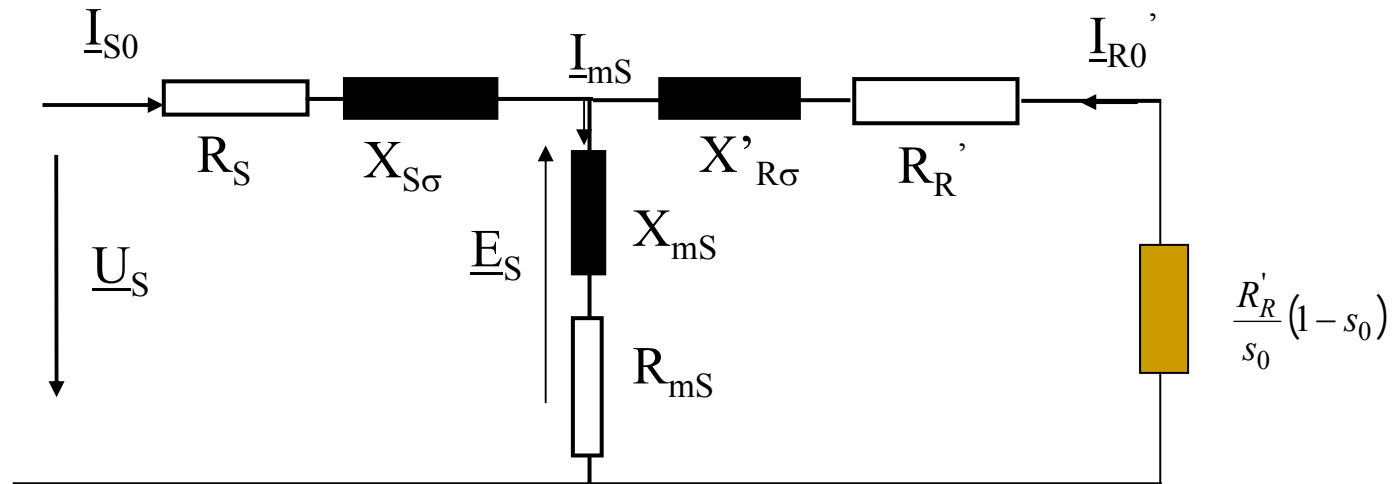 I_S0
I_mS
I_R0’
R_S
X_Sσ
X’_Rσ
R_R’
U_S
E_S
X_mS
R_mS
R'_R/s_0 (1 − s_0)